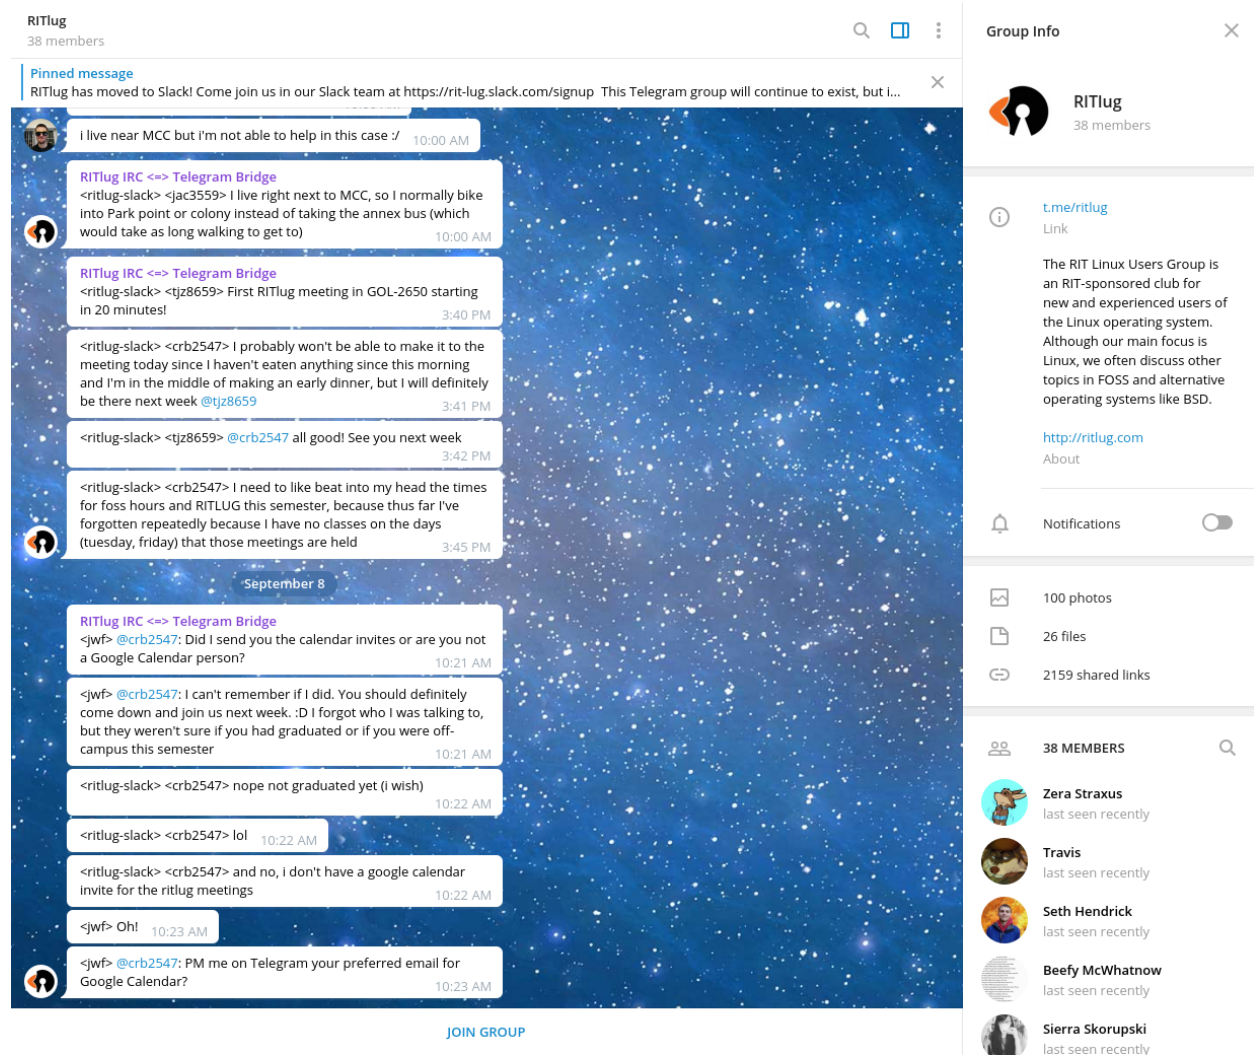 RITlug
38 members
Pinned message
RITlug has moved to Slack! Come join us in our Slack team at https://rit-lug.slack.com/signup  This Telegram group will continue to exist, but i...
i live near MCC but i'm not able to help in this case :/ 10:00 AM
RITlug IRC <=> Telegram Bridge
<ritlug-slack> <jac3559> I live right next to MCC, so I normally bike
into Park point or colony instead of taking the annex bus (which
would take as long walking to get to) 10:00 AM
RITlug IRC <=> Telegram Bridge
<ritlug-slack> <tjz8659> First RITlug meeting in GOL-2650 starting
in 20 minutes! 3:40 PM
<ritlug-slack> <crb2547> I probably won't be able to make it to the
meeting today since I haven't eaten anything since this morning
and I'm in the middle of making an early dinner, but I will definitely
be there next week @tjz8659 3:41 PM
<ritlug-slack> <tjz8659> @crb2547 all good! See you next week
3:42 PM
<ritlug-slack> <crb2547> I need to like beat into my head the times
for foss hours and RITLUG this semester, because thus far I've
forgotten repeatedly because I have no classes on the days
(tuesday, friday) that those meetings are held 3:45 PM
September 8
RITlug IRC <=> Telegram Bridge
<jwf> @crb2547: Did I send you the calendar invites or are you not
a Google Calendar person? 10:21 AM
<jwf> @crb2547: I can't remember if I did. You should definitely
come down and join us next week. :D I forgot who I was talking to,
but they weren't sure if you had graduated or if you were off-
campus this semester 10:21 AM
<ritlug-slack> <crb2547> nope not graduated yet (i wish)
10:22 AM
<ritlug-slack> <crb2547> lol 10:22 AM
<ritlug-slack> <crb2547> and no, i don't have a google calendar
invite for the ritlug meetings 10:22 AM
<jwf> Oh! 10:23 AM
<jwf> @crb2547: PM me on Telegram your preferred email for
Google Calendar? 10:23 AM
JOIN GROUP
Group Info
RITlug
38 members
t.me/ritlug
Link
The RIT Linux Users Group is
an RIT-sponsored club for
new and experienced users of
the Linux operating system.
Although our main focus is
Linux, we often discuss other
topics in FOSS and alternative
operating systems like BSD.
http://ritlug.com
About
Notifications
100 photos
26 files
2159 shared links
38 MEMBERS
Zera Straxus
last seen recently
Travis
last seen recently
Seth Hendrick
last seen recently
Beefy McWhatnow
last seen recently
Sierra Skorupski
last seen recently